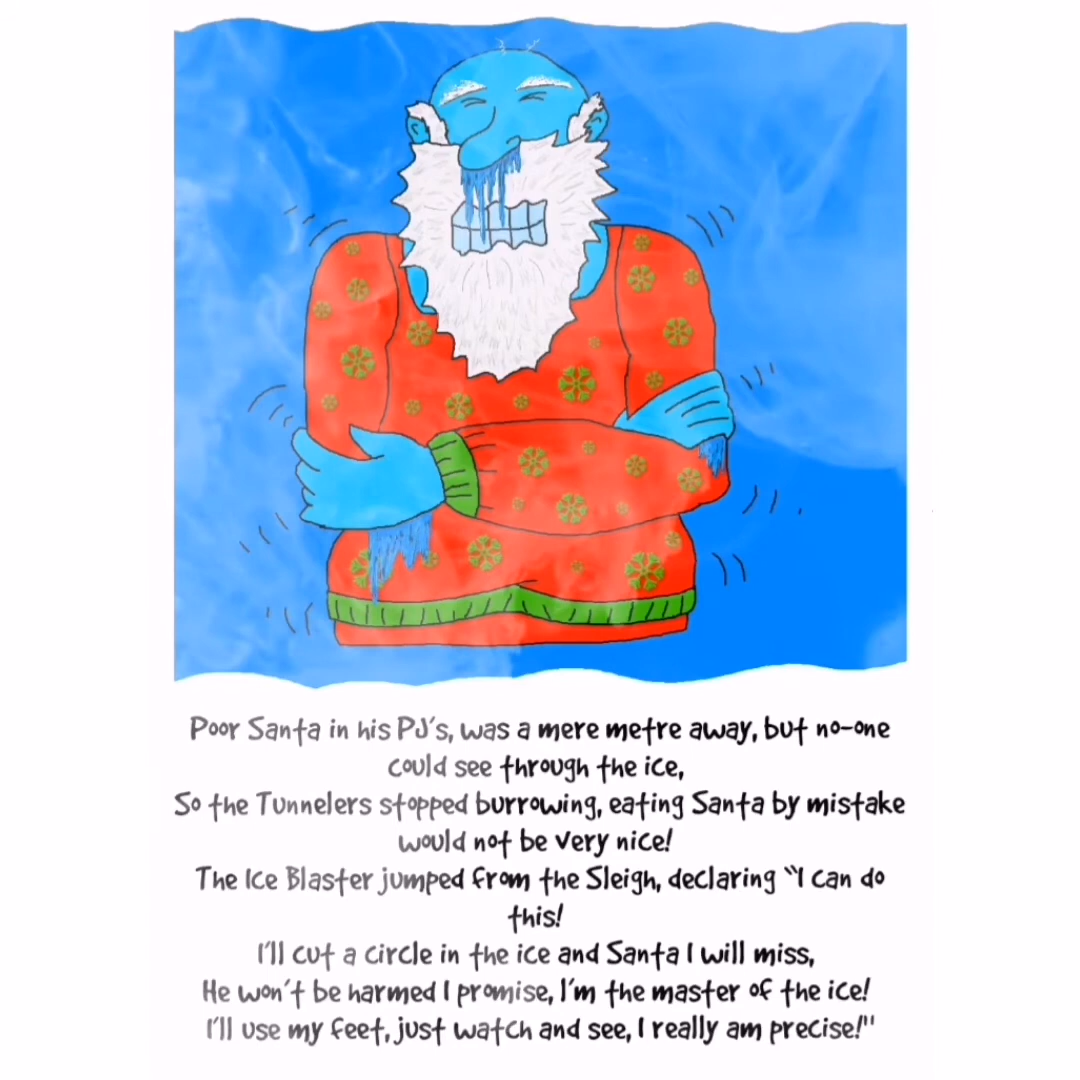 Poor Santa in his PJ's, was a mere metre away, but no-one
could see through the ice,
So the Tunnelers stopped burrowing, eating Santa by mistake
would not be very nice!
The Ice Blaster jumped from the Sleigh, declaring "I can do
this!
I'll cut a circle in the ice and Santa I will miss,
He won't be harmed I promise, I'm the master of the ice!
I'll use my feet, just watch and see, I really am precise!"